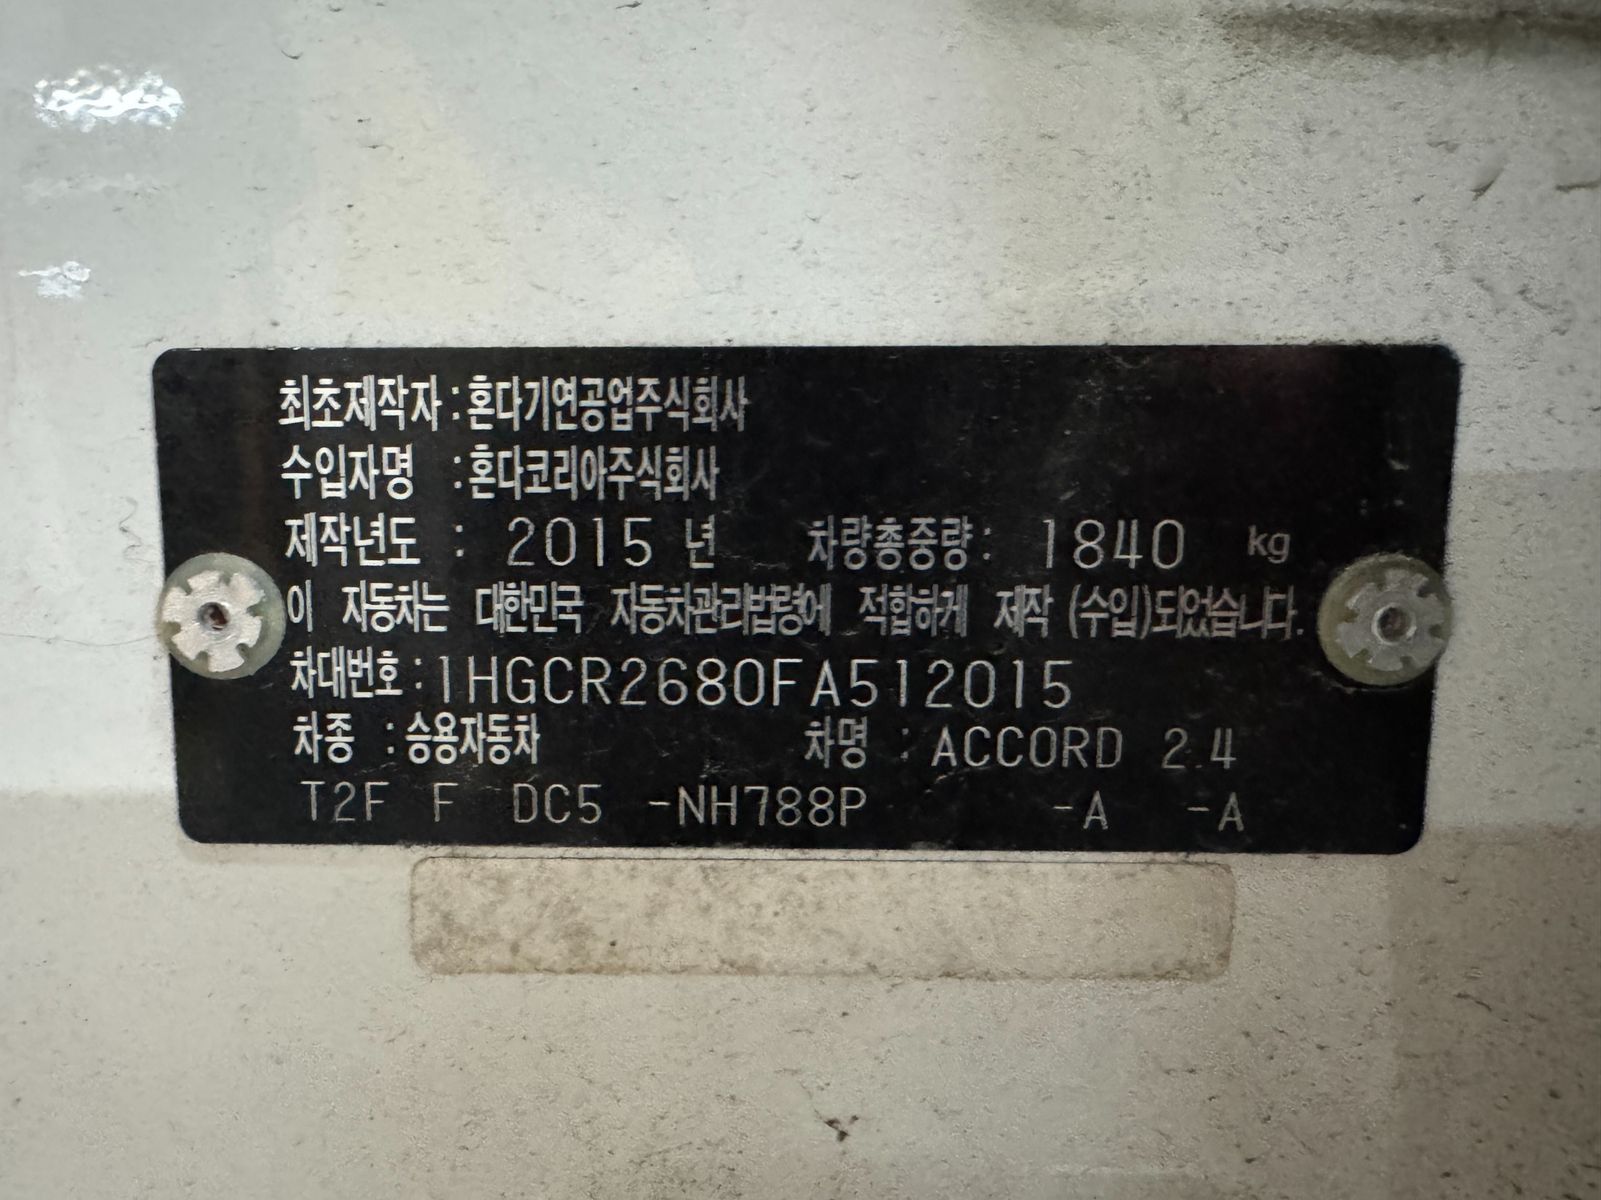 최초제작자 : 혼다기연공업주식회사
수입자명 : 혼다코리아주식회사
제작년도 : 2015 년 차량총중량 : 1840 kg
이 자동차는 대한민국 자동차관리법령에 적합하게 제작 (수입)되었습니다.
차대번호 : 1HGCR2680FA512015
차종 : 승용자동차 차명 : ACCORD 2.4
T2F F DC5 -NH788P -A -A